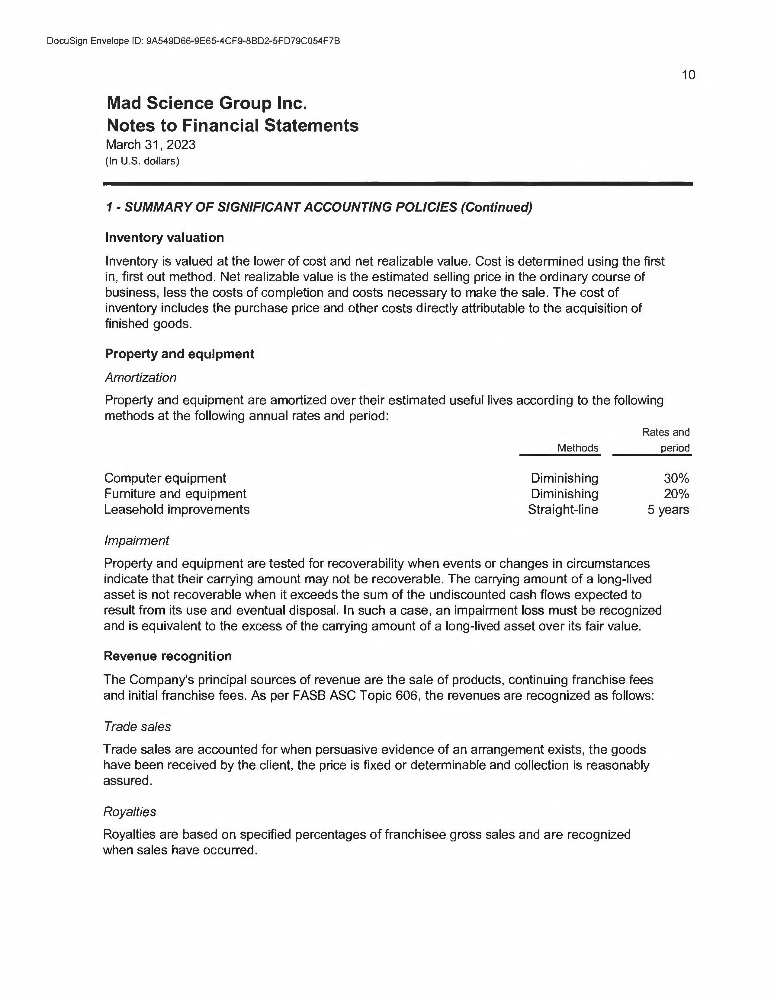 DocuSign Envelope ID: 9A549D66-9E65-4CF9-8BD2-5FD79C054F7B
10
Mad Science Group Inc.
Notes to Financial Statements
March 31, 2023
(In U.S. dollars)
1 - SUMMARY OF SIGNIFICANT ACCOUNTING POLICIES (Continued)
Inventory valuation
Inventory is valued at the lower of cost and net realizable value. Cost is determined using the first
in, first out method. Net realizable value is the estimated selling price in the ordinary course of
business, less the costs of completion and costs necessary to make the sale. The cost of
inventory includes the purchase price and other costs directly attributable to the acquisition of
finished goods.
Property and equipment
Amortization
Property and equipment are amortized over their estimated useful lives according to the following
methods at the following annual rates and period:
Rates and
Methods period
Computer equipment Diminishing 30%
Furniture and equipment Diminishing 20%
Leasehold improvements Straight-line 5 years
Impairment
Property and equipment are tested for recoverability when events or changes in circumstances
indicate that their carrying amount may not be recoverable. The carrying amount of a long-lived
asset is not recoverable when it exceeds the sum of the undiscounted cash flows expected to
result from its use and eventual disposal. In such a case, an impairment loss must be recognized
and is equivalent to the excess of the carrying amount of a long-lived asset over its fair value.
Revenue recognition
The Company's principal sources of revenue are the sale of products, continuing franchise fees
and initial franchise fees. As per FASB ASC Topic 606, the revenues are recognized as follows:
Trade sales
Trade sales are accounted for when persuasive evidence of an arrangement exists, the goods
have been received by the client, the price is fixed or determinable and collection is reasonably
assured.
Royalties
Royalties are based on specified percentages of franchisee gross sales and are recognized
when sales have occurred.